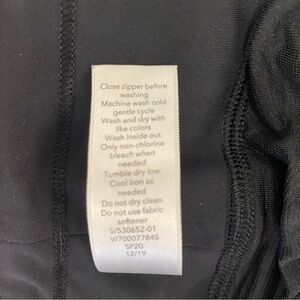 Close zipper before
washing
Machine wash cold
gentle cycle
Wash and dry with
like colors
Wash inside out
Only non-chlorine
bleach when
needed
Tumble dry low
Cool iron as
needed
Do not dry clean
Do not use fabric
softener
S/530652-01
V/700077845
SP20
12/19